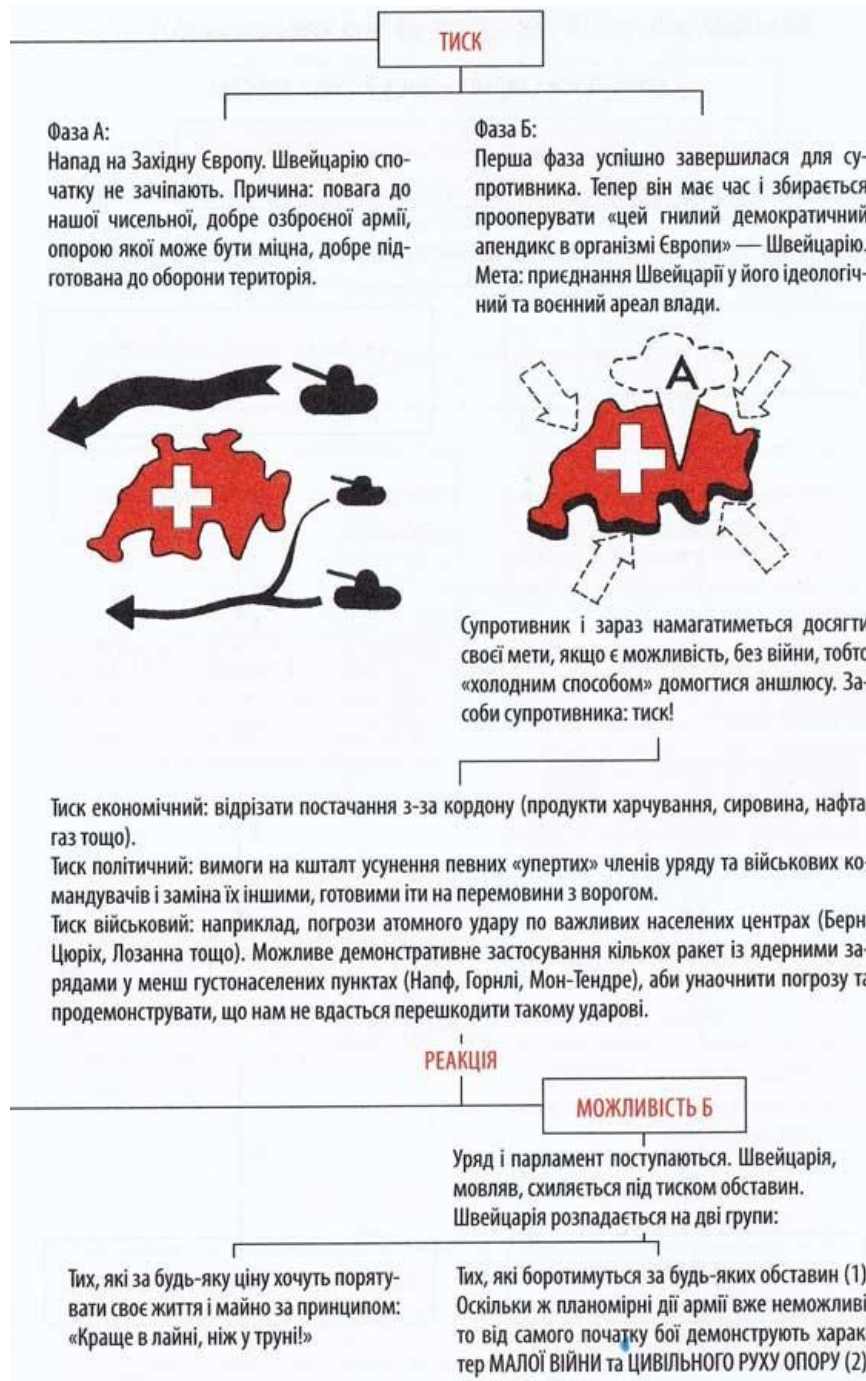 ТИСК
Фаза А:
Напад на Західну Європу. Швейцарію спо-
чатку не зачіпають. Причина: повага до
нашої чисельної, добре озброєної армії,
опорою якої може бути міцна, добре під-
готована до оборони територія.
Фаза Б:
Перша фаза успішно завершилася для су-
противника. Тепер він має час і збирається
прооперувати «цей гнилий демократичний
апендикс в організмі Європи» — Швейцарію.
Мета: приєднання Швейцарії у його ідеологіч-
ний та воєнний ареал влади.
А
Супротивник і зараз намагатиметься досягти
своєї мети, якщо є можливість, без війни, тобто
«холодним способом» домогтися аншлюсу. За-
соби супротивника: тиск!
Тиск економічний: відрізати постачання з-за кордону (продукти харчування, сировина, нафта
газ тощо).
Тиск політичний: вимоги на кшталт усунення певних «упертих» членів уряду та військових ко-
мандувачів і заміна їх іншими, готовими іти на перемовини з ворогом.
Тиск військовий: наприклад, погрози атомного удару по важливих населених центрах (Берн
Цюріх, Лозанна тощо). Можливе демонстративне застосування кількох ракет із ядерними за-
рядами у менш густонаселених пунктах (Напф, Горнлі, Мон-Тендре), аби унаочнити погрозу та
продемонструвати, що нам не вдасться перешкодити такому ударові.
РЕАКЦІЯ
МОЖЛИВІСТЬ Б
Уряд і парламент поступаються. Швейцарія,
мовляв, схиляється під тиском обставин.
Швейцарія розпадається на дві групи:
Тих, які за будь-яку ціну хочуть поряту-
вати своє життя і майно за принципом:
«Краще в лайні, ніж у труні!»
Тих, які боротимуться за будь-яких обставин (1)
Оскільки ж планомірні дії армії вже неможливі
то від самого початку бої демонструють харак
тер МАЛОЇ ВІЙНИ та ЦИВІЛЬНОГО РУХУ ОПОРУ (2)